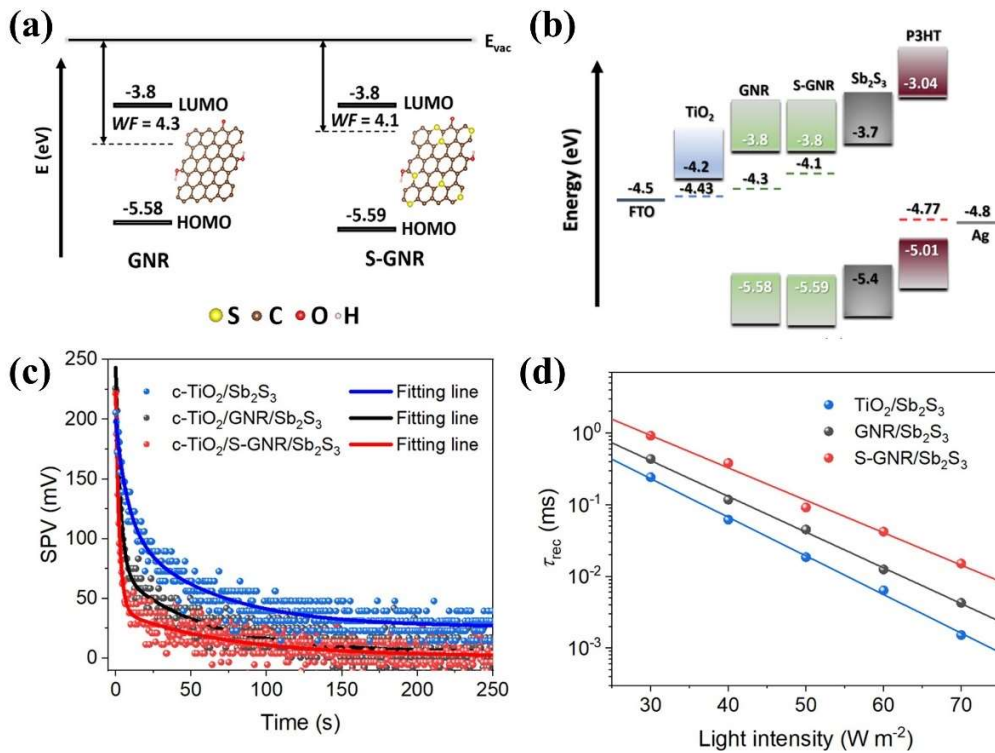 (a)
E_vac
E (eV)
-3.8 LUMO
WF = 4.3
-5.58 HOMO
GNR
-3.8 LUMO
WF = 4.1
-5.59 HOMO
S-GNR
S C O H
(b)
Energy (eV)
-4.5
FTO
TiO₂
-4.2
-4.43
GNR
-3.8
-4.3
-5.58
S-GNR
-3.8
-4.1
-5.59
Sb₂S₃
-3.7
-5.4
P3HT
-3.04
-4.77
-5.01
-4.8
Ag
(c)
SPV (mV)
250
200
150
100
50
0
c-TiO₂/Sb₂S₃ Fitting line
c-TiO₂/GNR/Sb₂S₃ Fitting line
c-TiO₂/S-GNR/Sb₂S₃ Fitting line
0 50 100 150 200 250
Time (s)
(d)
τ_rec (ms)
10⁰
10⁻¹
10⁻²
10⁻³
TiO₂/Sb₂S₃
GNR/Sb₂S₃
S-GNR/Sb₂S₃
30 40 50 60 70
Light intensity (W m⁻²)